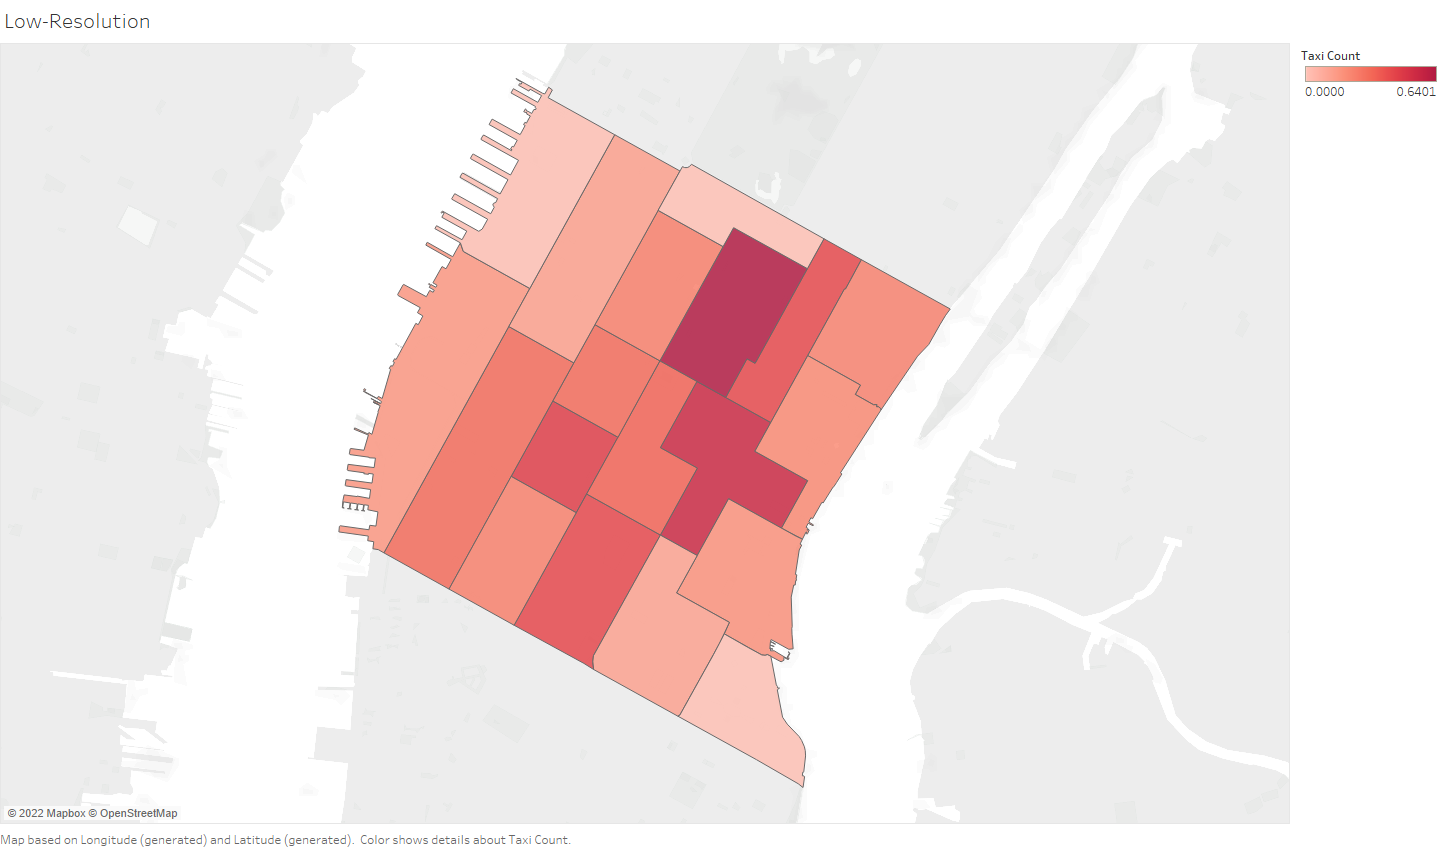 Low-Resolution
Taxi Count
0.0000 0.6401
© 2022 Mapbox © OpenStreetMap
Map based on Longitude (generated) and Latitude (generated).  Color shows details about Taxi Count.